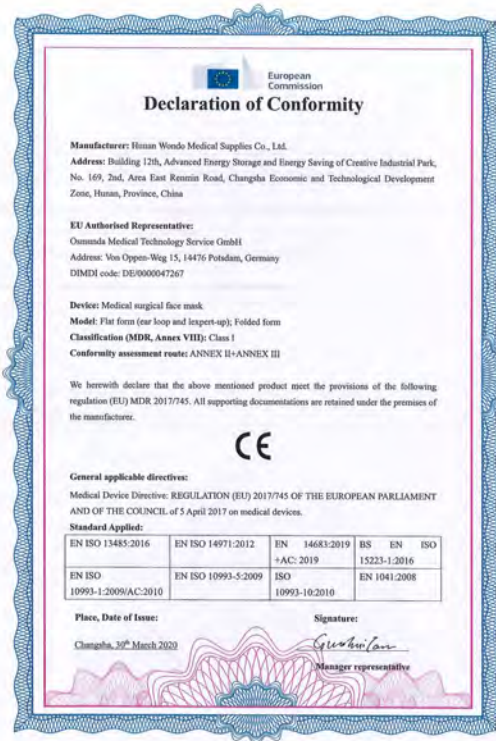 European
Commission
Declaration of Conformity
Manufacturer: Hunan Wondo Medical Supplies Co., Ltd.
Address: Building 12th, Advanced Energy Storage and Energy Saving of Creative Industrial Park,
No. 169, 2nd, Area East Renmin Road, Changsha Economic and Technological Development
Zone, Hunan, Province, China
EU Authorised Representative:
Medical Technology Service GmbH
Address: Von Oppen-Weg 15, 14476 Potsdam, Germany
DIMDI code: DE/0000047267
Device: Medical surgical face mask
Model: Flat form (ear loop and); Folded form
Classification (MDR, Annex VIII): Class I
Conformity assessment route: ANNEX II+ANNEX III
We herewith declare that the above mentioned product meet the provisions of the following
regulation (EU) MDR 2017/745. All supporting documentations are retained under the premises of
the manufacturer.
CE
General applicable directives:
Medical Device Directive: REGULATION (EU) 2017/745 OF THE EUROPEAN PARLIAMENT
AND OF THE COUNCIL of 5 April 2017 on medical devices.
Standard Applied:
EN ISO 13485:2016 EN ISO 14971:2012 EN 14683:2019 BS EN ISO
+AC: 2019 15223-1:2016
EN ISO EN ISO 10993-5:2009 ISO EN 1041:2008
10993-1:2009/AC:2010 10993-10:2010
Place, Date of Issue: Signature:
Changsha, 30th March 2020
Manager representative